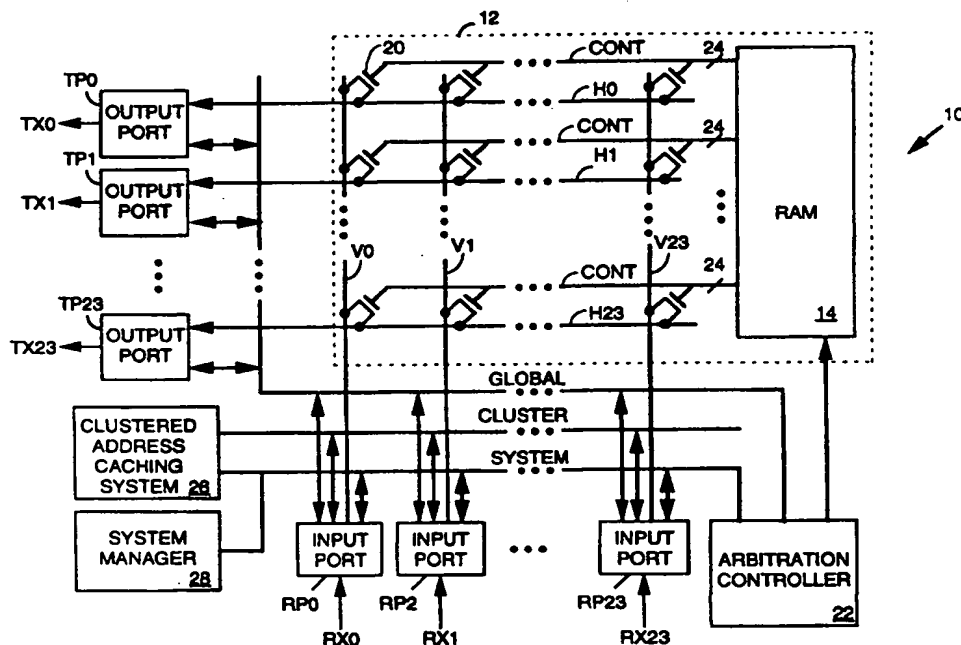 12
20
CONT
24
TP0
OUTPUT
PORT
TX0
H0
10
CONT
24
TP1
OUTPUT
PORT
TX1
H1
RAM
V0
V1
V23
CONT
24
TP23
OUTPUT
PORT
TX23
H23
14
GLOBAL
CLUSTER
SYSTEM
CLUSTERED
ADDRESS
CACHING
SYSTEM
26
SYSTEM
MANAGER
28
INPUT
PORT
INPUT
PORT
INPUT
PORT
ARBITRATION
CONTROLLER
22
RP0
RP2
RP23
RX0
RX1
RX23